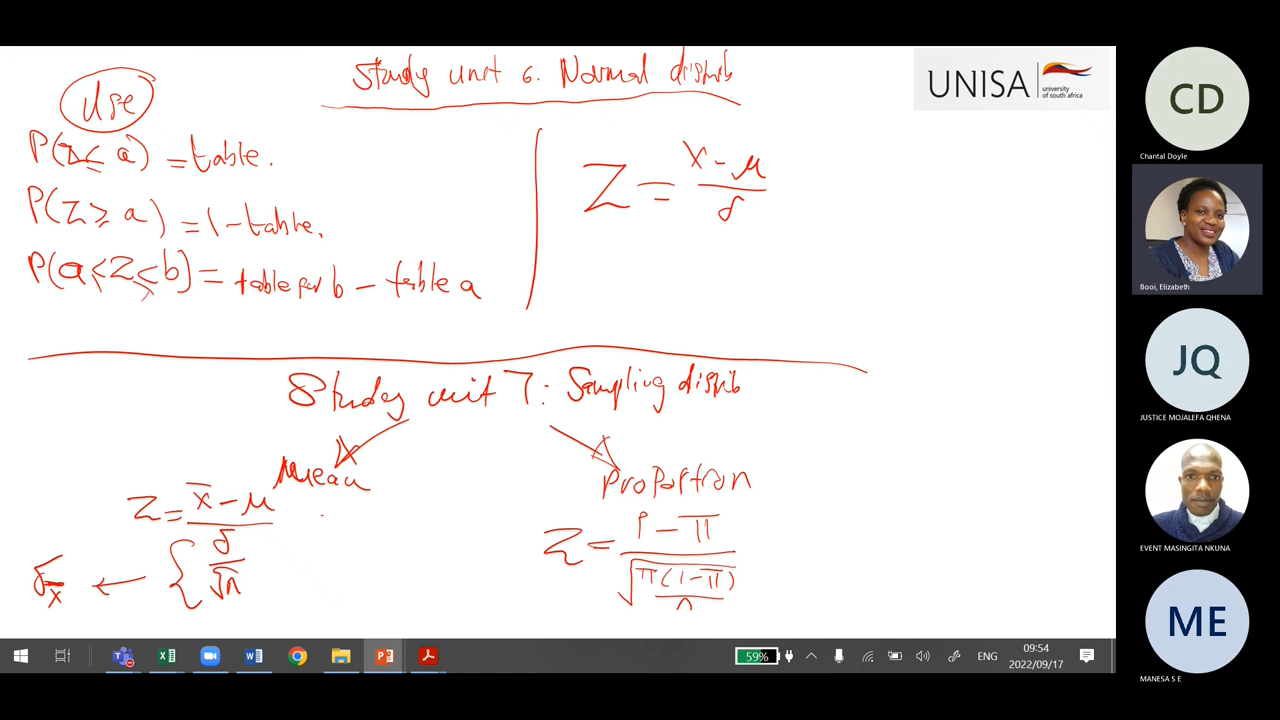 Study unit 6. Normal distrib
UNISA
university
of south africa
Use
P(Z ≤ a) = table.
P(Z ≥ a) = 1 - table.
P(a < Z < b) = table for b - table a
Z = x - μ / σ
Study unit 7: Sampling distrib
Mean
Z = x̄ - μ / σ/√n
σx̄ ←
Proportion
Z = P - π / √π(1-π)/n
CD
Chantal Doyle
Booi, Elizabeth
JQ
JUSTICE MOJALEFA QHENA
EVENT MASINGITA NKUNA
ME
MANESA S E
59%
ENG
09:54
2022/09/17